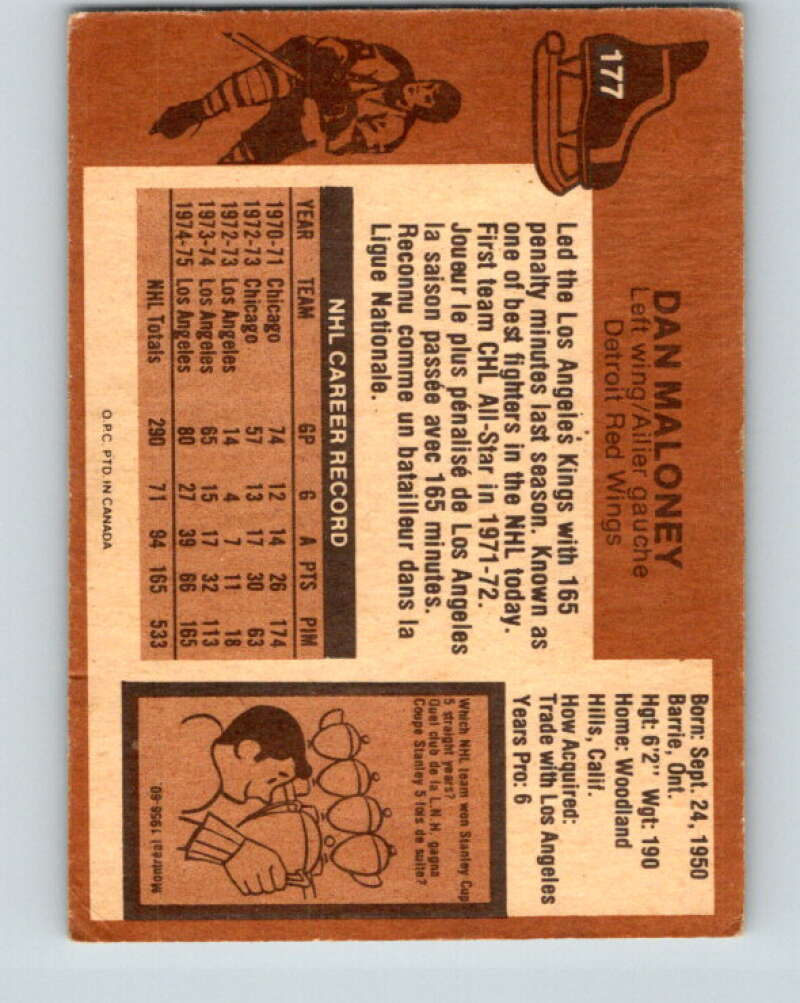 177
DAN MALONEY
Left wing/Ailier gauche
Detroit Red Wings
Born: Sept. 24, 1950
Barrie, Ont.
Hgt: 6'2" Wgt: 190
Home: Woodland
Hills, Calif.
How Acquired:
Trade with Los Angeles
Years Pro: 6
Led the Los Angeles Kings with 165
penalty minutes last season. Known as
one of best fighters in the NHL today.
First team CHL All-Star in 1971-72.
Joueur le plus pénalisé de Los Angeles
la saison passée avec 165 minutes.
Reconnu comme un batailleur dans la
Ligue Nationale.
NHL CAREER RECORD
YEAR TEAM GP G A PTS PIM
1970-71 Chicago 74 12 14 26 174
1972-73 Chicago 57 13 17 30 63
1972-73 Los Angeles 14 4 7 11 18
1973-74 Los Angeles 65 15 17 32 113
1974-75 Los Angeles 80 27 39 66 165
NHL Totals 290 71 94 165 533
Which NHL team won Stanley Cup
5 straight years?
Quel club de la L.N.H. gagna
Coupe Stanley 5 fois de suite?
Montreal 1956-60.
O.P.C. PTD. IN CANADA